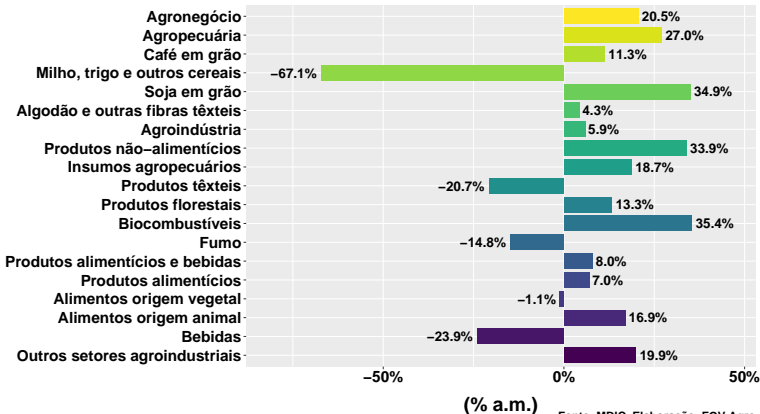 Agronegócio 20.5%
Agropecuária 27.0%
Café em grão 11.3%
Milho, trigo e outros cereais −67.1%
Soja em grão 34.9%
Algodão e outras fibras têxteis 4.3%
Agroindústria 5.9%
Produtos não−alimentícios 33.9%
Insumos agropecuários 18.7%
Produtos têxteis −20.7%
Produtos florestais 13.3%
Biocombustíveis 35.4%
Fumo −14.8%
Produtos alimentícios e bebidas 8.0%
Produtos alimentícios 7.0%
Alimentos origem vegetal −1.1%
Alimentos origem animal 16.9%
Bebidas −23.9%
Outros setores agroindustriais 19.9%
−50% 0% 50%
(% a.m.)